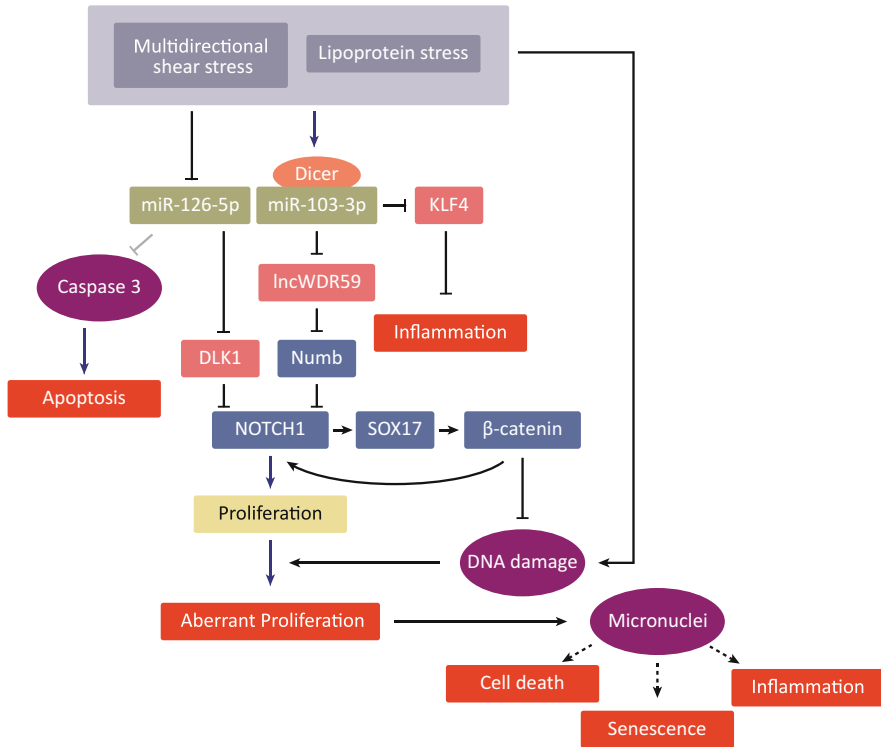 Multidirectional
shear stress
Lipoprotein stress
Dicer
miR-126-5p
miR-103-3p
KLF4
Caspase 3
lncWDR59
Inflammation
DLK1
Numb
Apoptosis
NOTCH1
SOX17
β-catenin
Proliferation
DNA damage
Aberrant Proliferation
Micronuclei
Cell death
Inflammation
Senescence